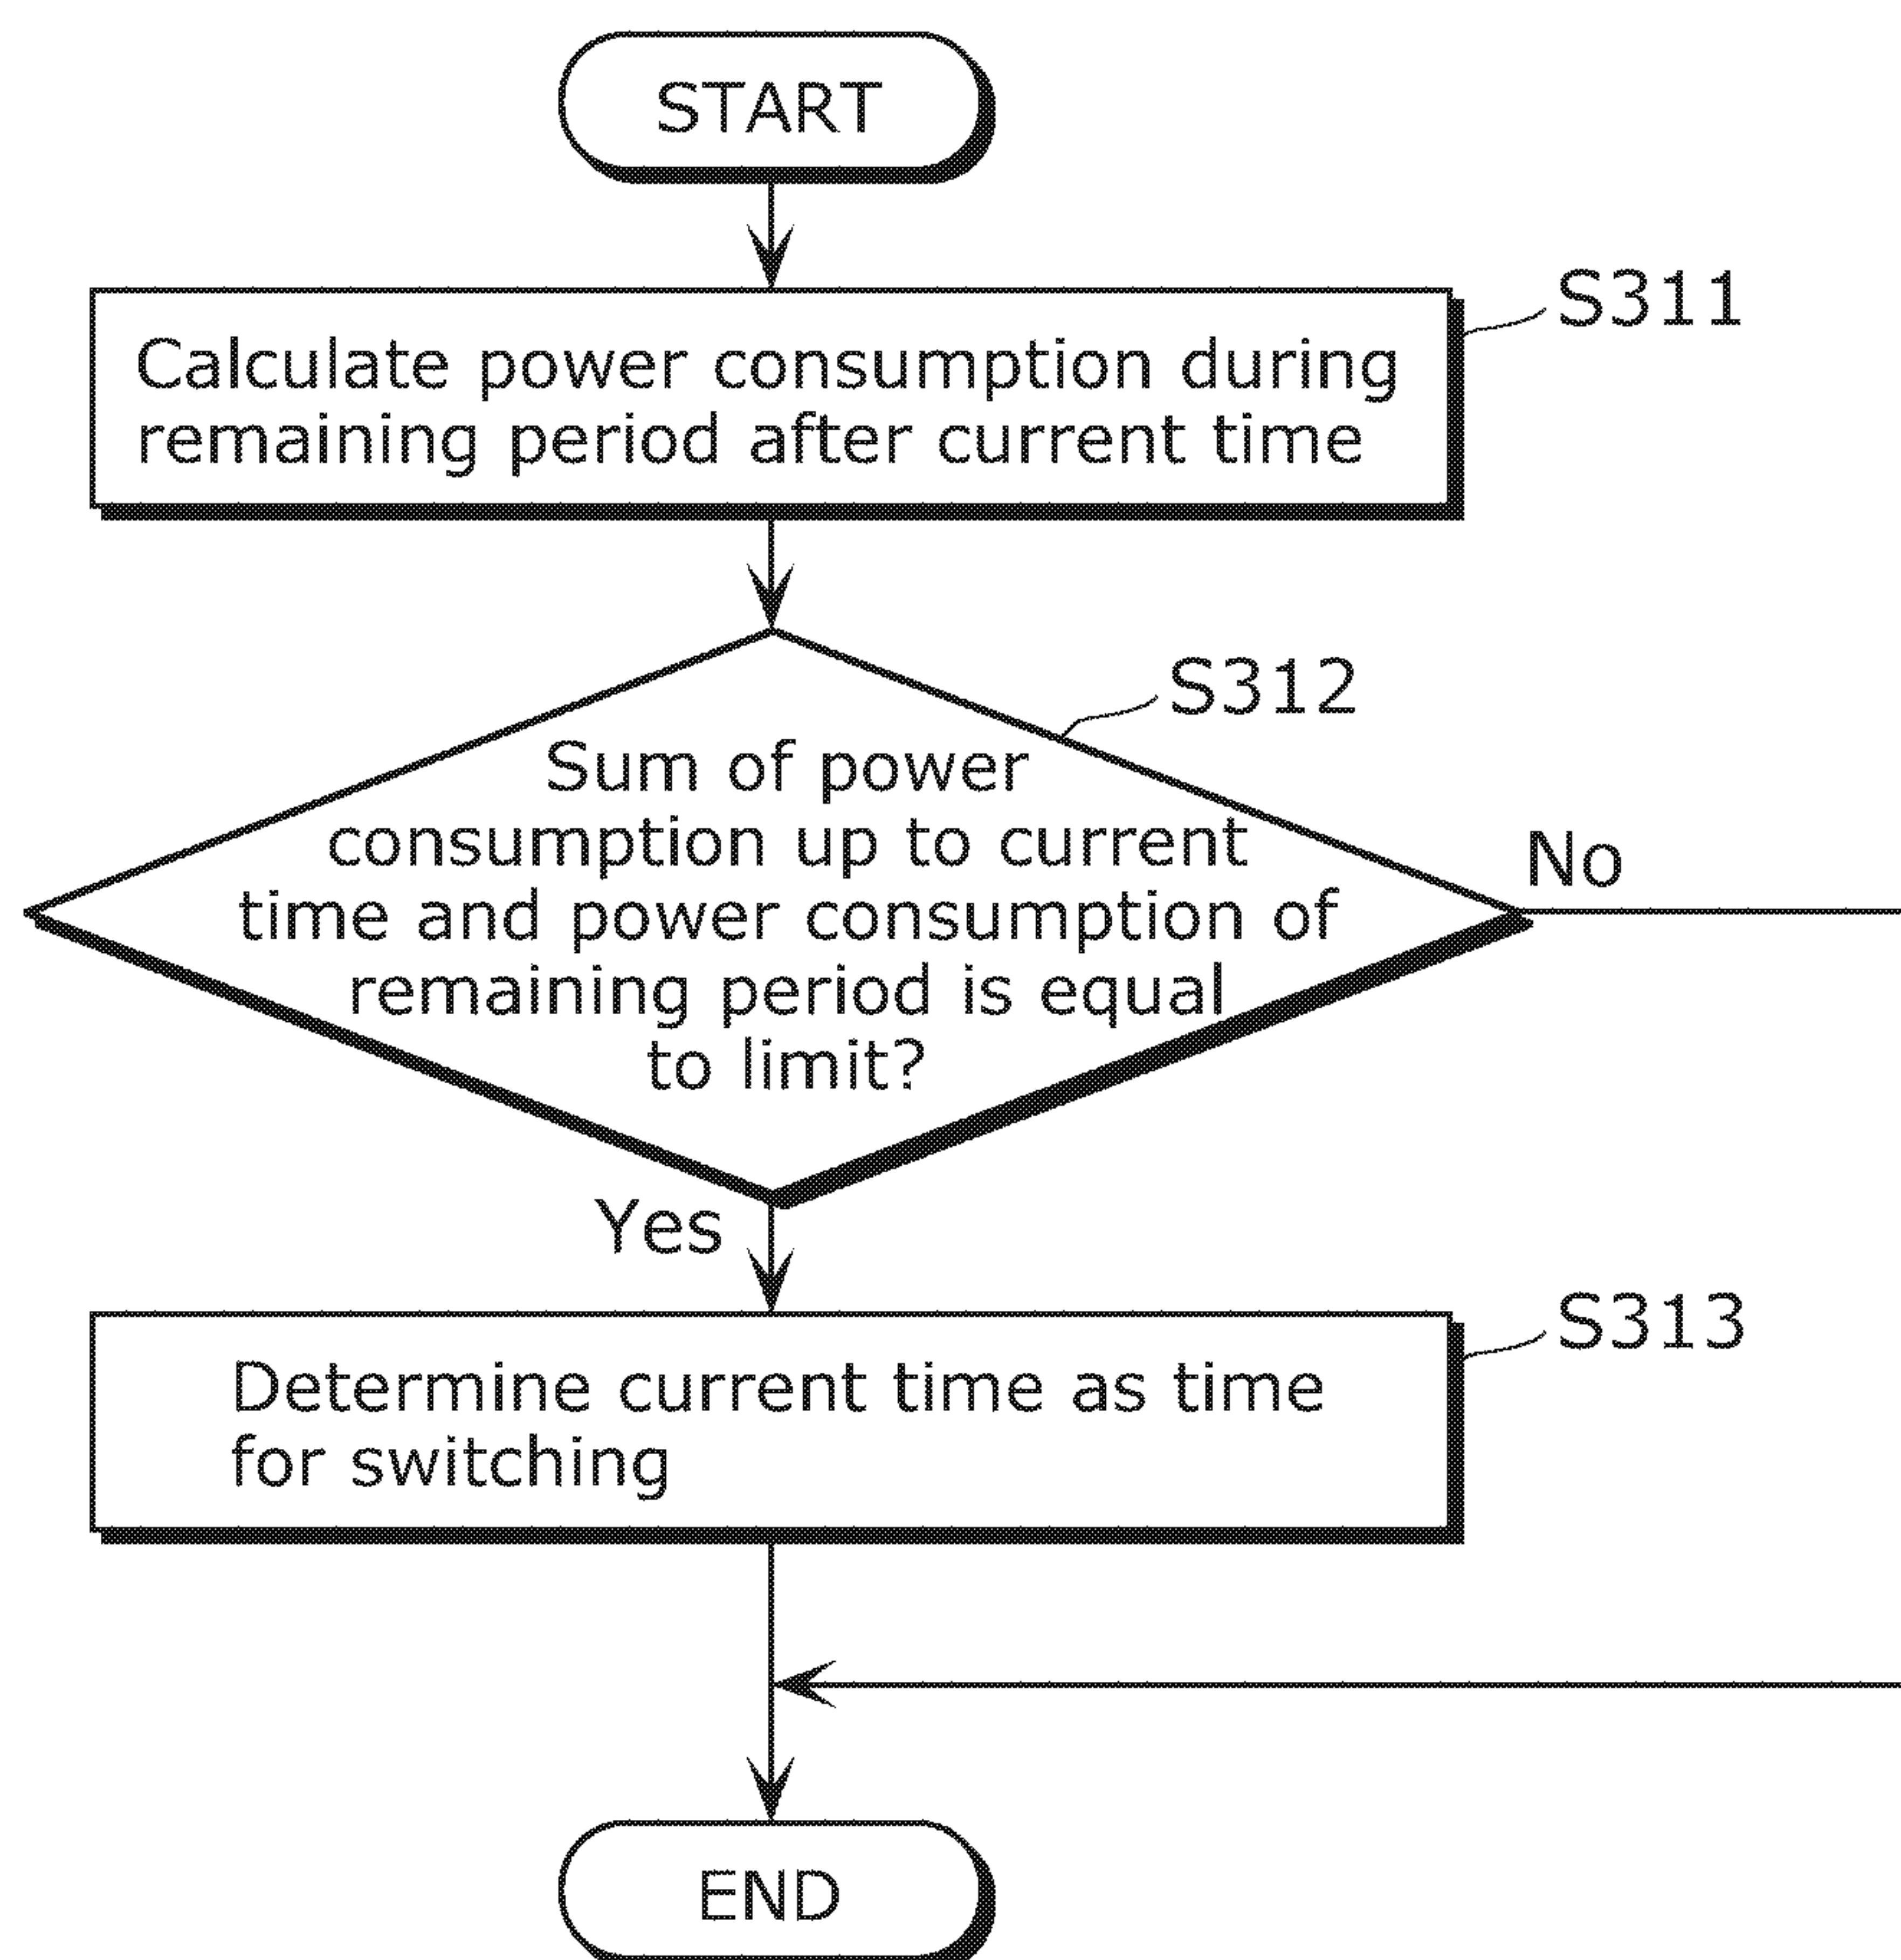 START
S311
Calculate power consumption during
remaining period after current time
S312
Sum of power
consumption up to current
time and power consumption of
remaining period is equal
to limit?
No
Yes
S313
Determine current time as time
for switching
END